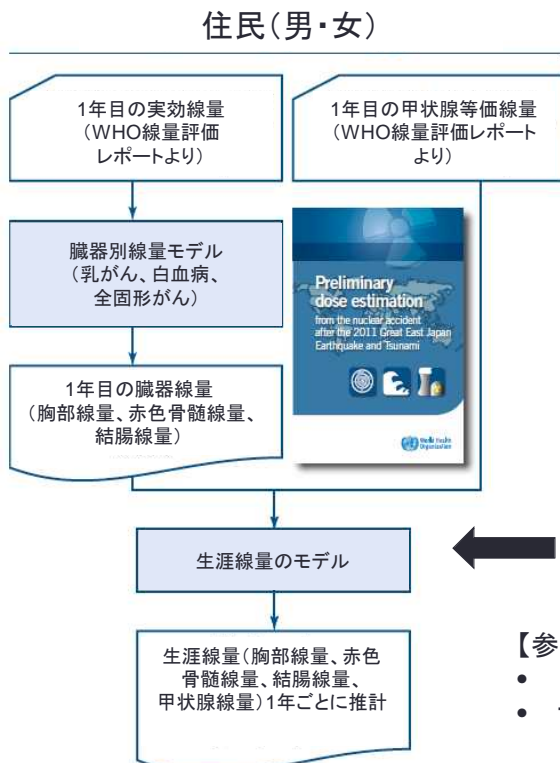 住民(男・女)
1年目の実効線量
(WHO線量評価
レポートより)
1年目の甲状腺等価線量
(WHO線量評価レポート
より)
臓器別線量モデル
(乳がん、白血病、
全固形がん)
Preliminary
dose estimation
from the nuclear accident
after the 2011 Great East Japan
Earthquake and Tsunami
World Health
Organization
1年目の臓器線量
(胸部線量、赤色骨髄線量、
結腸線量)
生涯線量のモデル
生涯線量(胸部線量、赤色
骨髄線量、結腸線量、
甲状腺線量)1年ごとに推計
【参
•
•